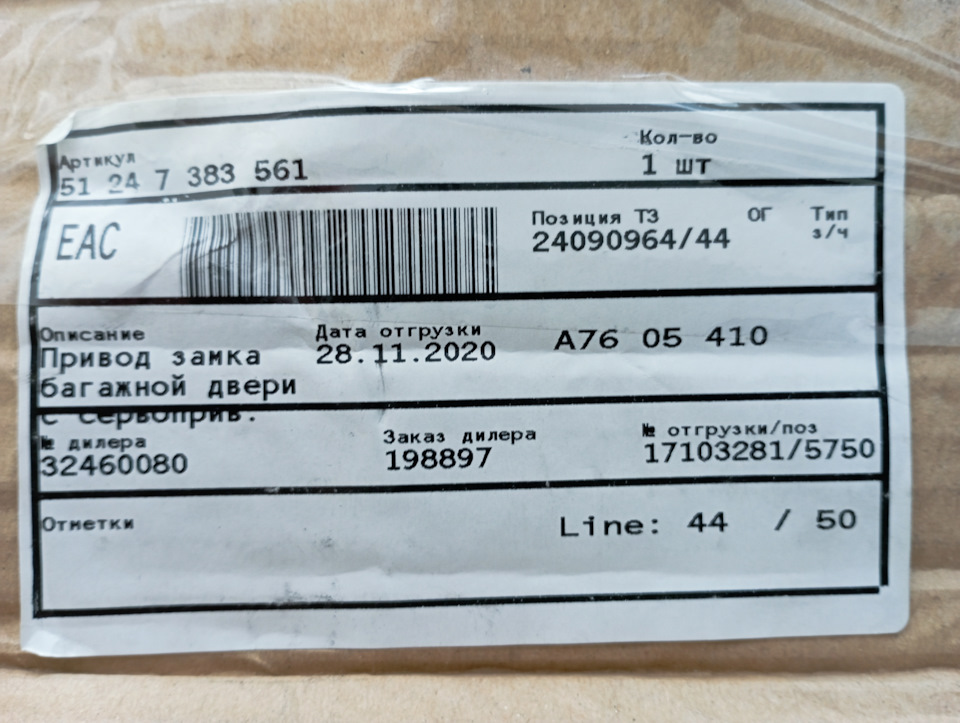 Артикул
Кол-во
51 24 7 383 561
1 шт
EAC
Позиция ТЗ
ОГ
Тип
24090964/44
з/ч
Описание
Дата отгрузки
A76 05 410
Привод замка
28.11.2020
багажной двери
с сервоприв.
№ дилера
Заказ дилера
№ отгрузки/поз
32460080
198897
17103281/5750
Отметки
Line: 44 / 50